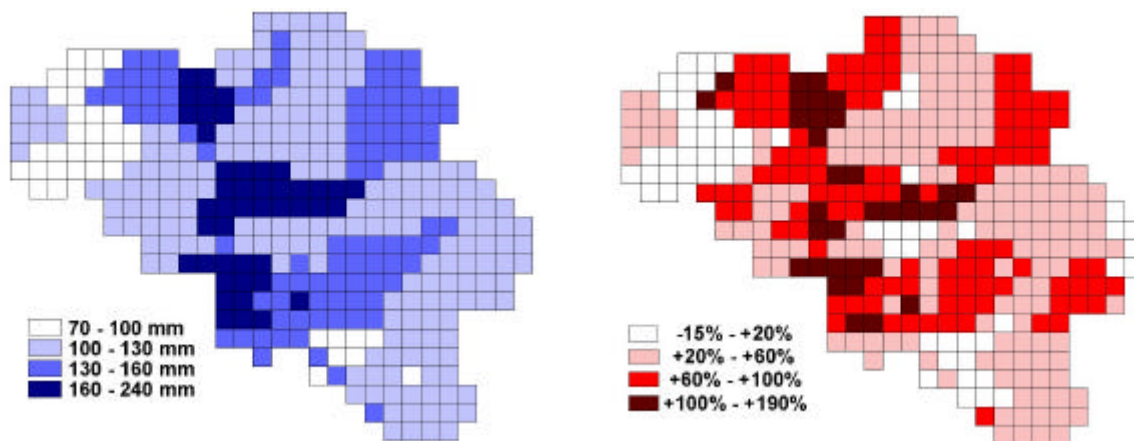 70 - 100 mm
100 - 130 mm
130 - 160 mm
160 - 240 mm
-15% - +20%
+20% - +60%
+60% - +100%
+100% - +190%